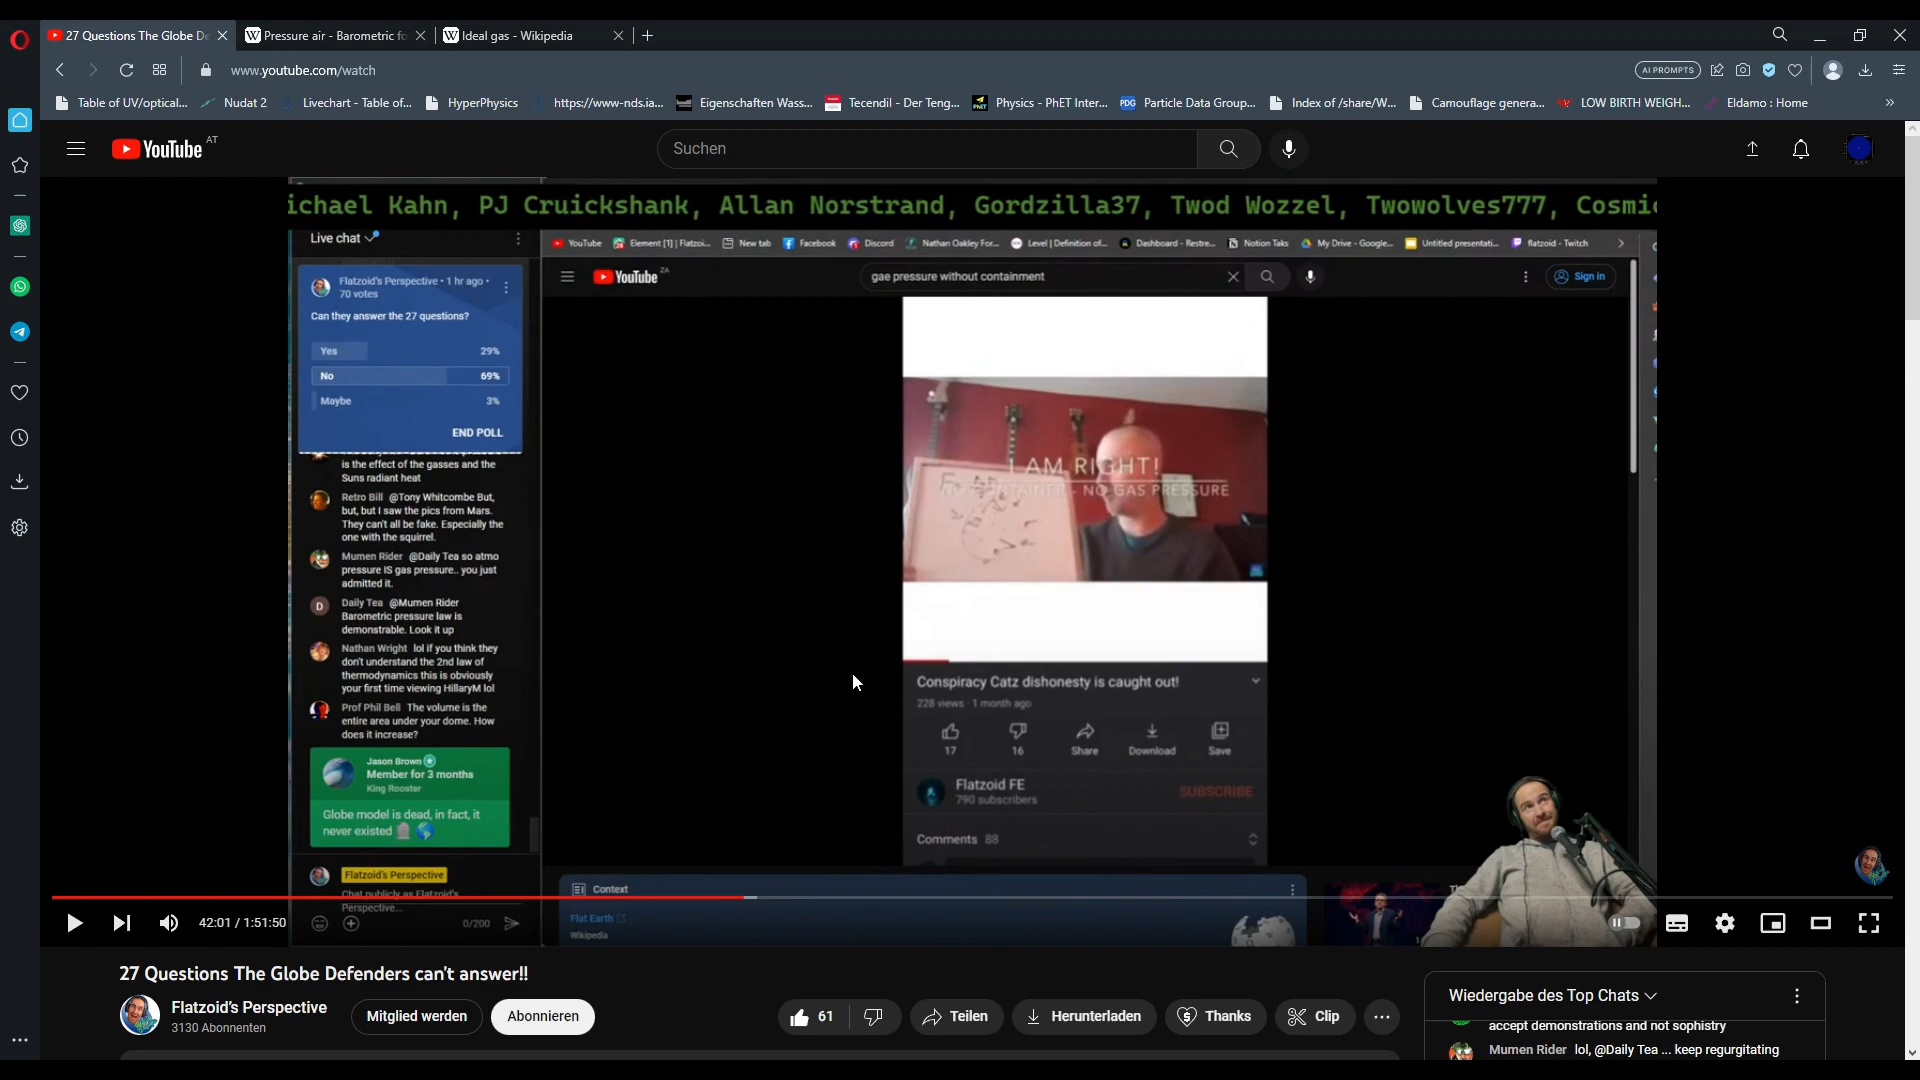 27 Questions The Globe De
Pressure air - Barometric fo
Ideal gas - Wikipedia
www.youtube.com/watch
AI PROMPTS
Table of UV/optical...
Nudat 2
Livechart - Table of...
HyperPhysics
https://www-nds.ia...
Eigenschaften Wass...
Tecendil - Der Teng...
Physics - PhET Inter...
PDG Particle Data Group...
Index of /share/W...
Camouflage genera...
LOW BIRTH WEIGH...
Eldamo : Home
YouTube AT
Suchen
ichael Kahn, PJ Cruickshank, Allan Norstrand, Gordzilla37, Twod Wozzel, Twowolves777, Cosmi
Live chat
YouTube
Element [1] | Flatzoi...
New tab
Facebook
Discord
Nathan Oakley For...
Level | Definition of...
Dashboard - Restre...
Notion Taks
My Drive - Google...
Untitled presentati...
flatzoid - Twitch
YouTube ZA
gae pressure without containment
Sign in
Flatzoid's Perspective • 1 hr ago •
70 votes
Can they answer the 27 questions?
Yes 29%
No 69%
Maybe 3%
END POLL
is the effect of the gasses and the
Suns radiant heat
Retro Bill @Tony Whitcombe But,
but, but I saw the pics from Mars.
They can't all be fake. Especially the
one with the squirrel.
Mumen Rider @Daily Tea so atmo
pressure IS gas pressure.. you just
admitted it.
D Daily Tea @Mumen Rider
Barometric pressure law is
demonstrable. Look it up
Nathan Wright lol if you think they
don't understand the 2nd law of
thermodynamics this is obviously
your first time viewing HillaryM lol
Prof Phil Bell The volume is the
entire area under your dome. How
does it increase?
Jason Brown
Member for 3 months
King Rooster
Globe model is dead, in fact, it
never existed
Flatzoid's Perspective
Chat publicly as Flatzoid's
Perspective...
0/200
I AM RIGHT!
CONTAINER - NO GAS PRESSURE
Conspiracy Catz dishonesty is caught out!
228 views · 1 month ago
17
16
Share
Download
Save
Flatzoid FE
790 subscribers
SUBSCRIBE
Comments 88
Context
Flat Earth
Wikipedia
42:01 / 1:51:50
27 Questions The Globe Defenders can't answer!!
Flatzoid's Perspective
3130 Abonnenten
Mitglied werden
Abonnieren
61
Teilen
Herunterladen
Thanks
Clip
Wiedergabe des Top Chats
accept demonstrations and not sophistry
Mumen Rider lol, @Daily Tea ... keep regurgitating